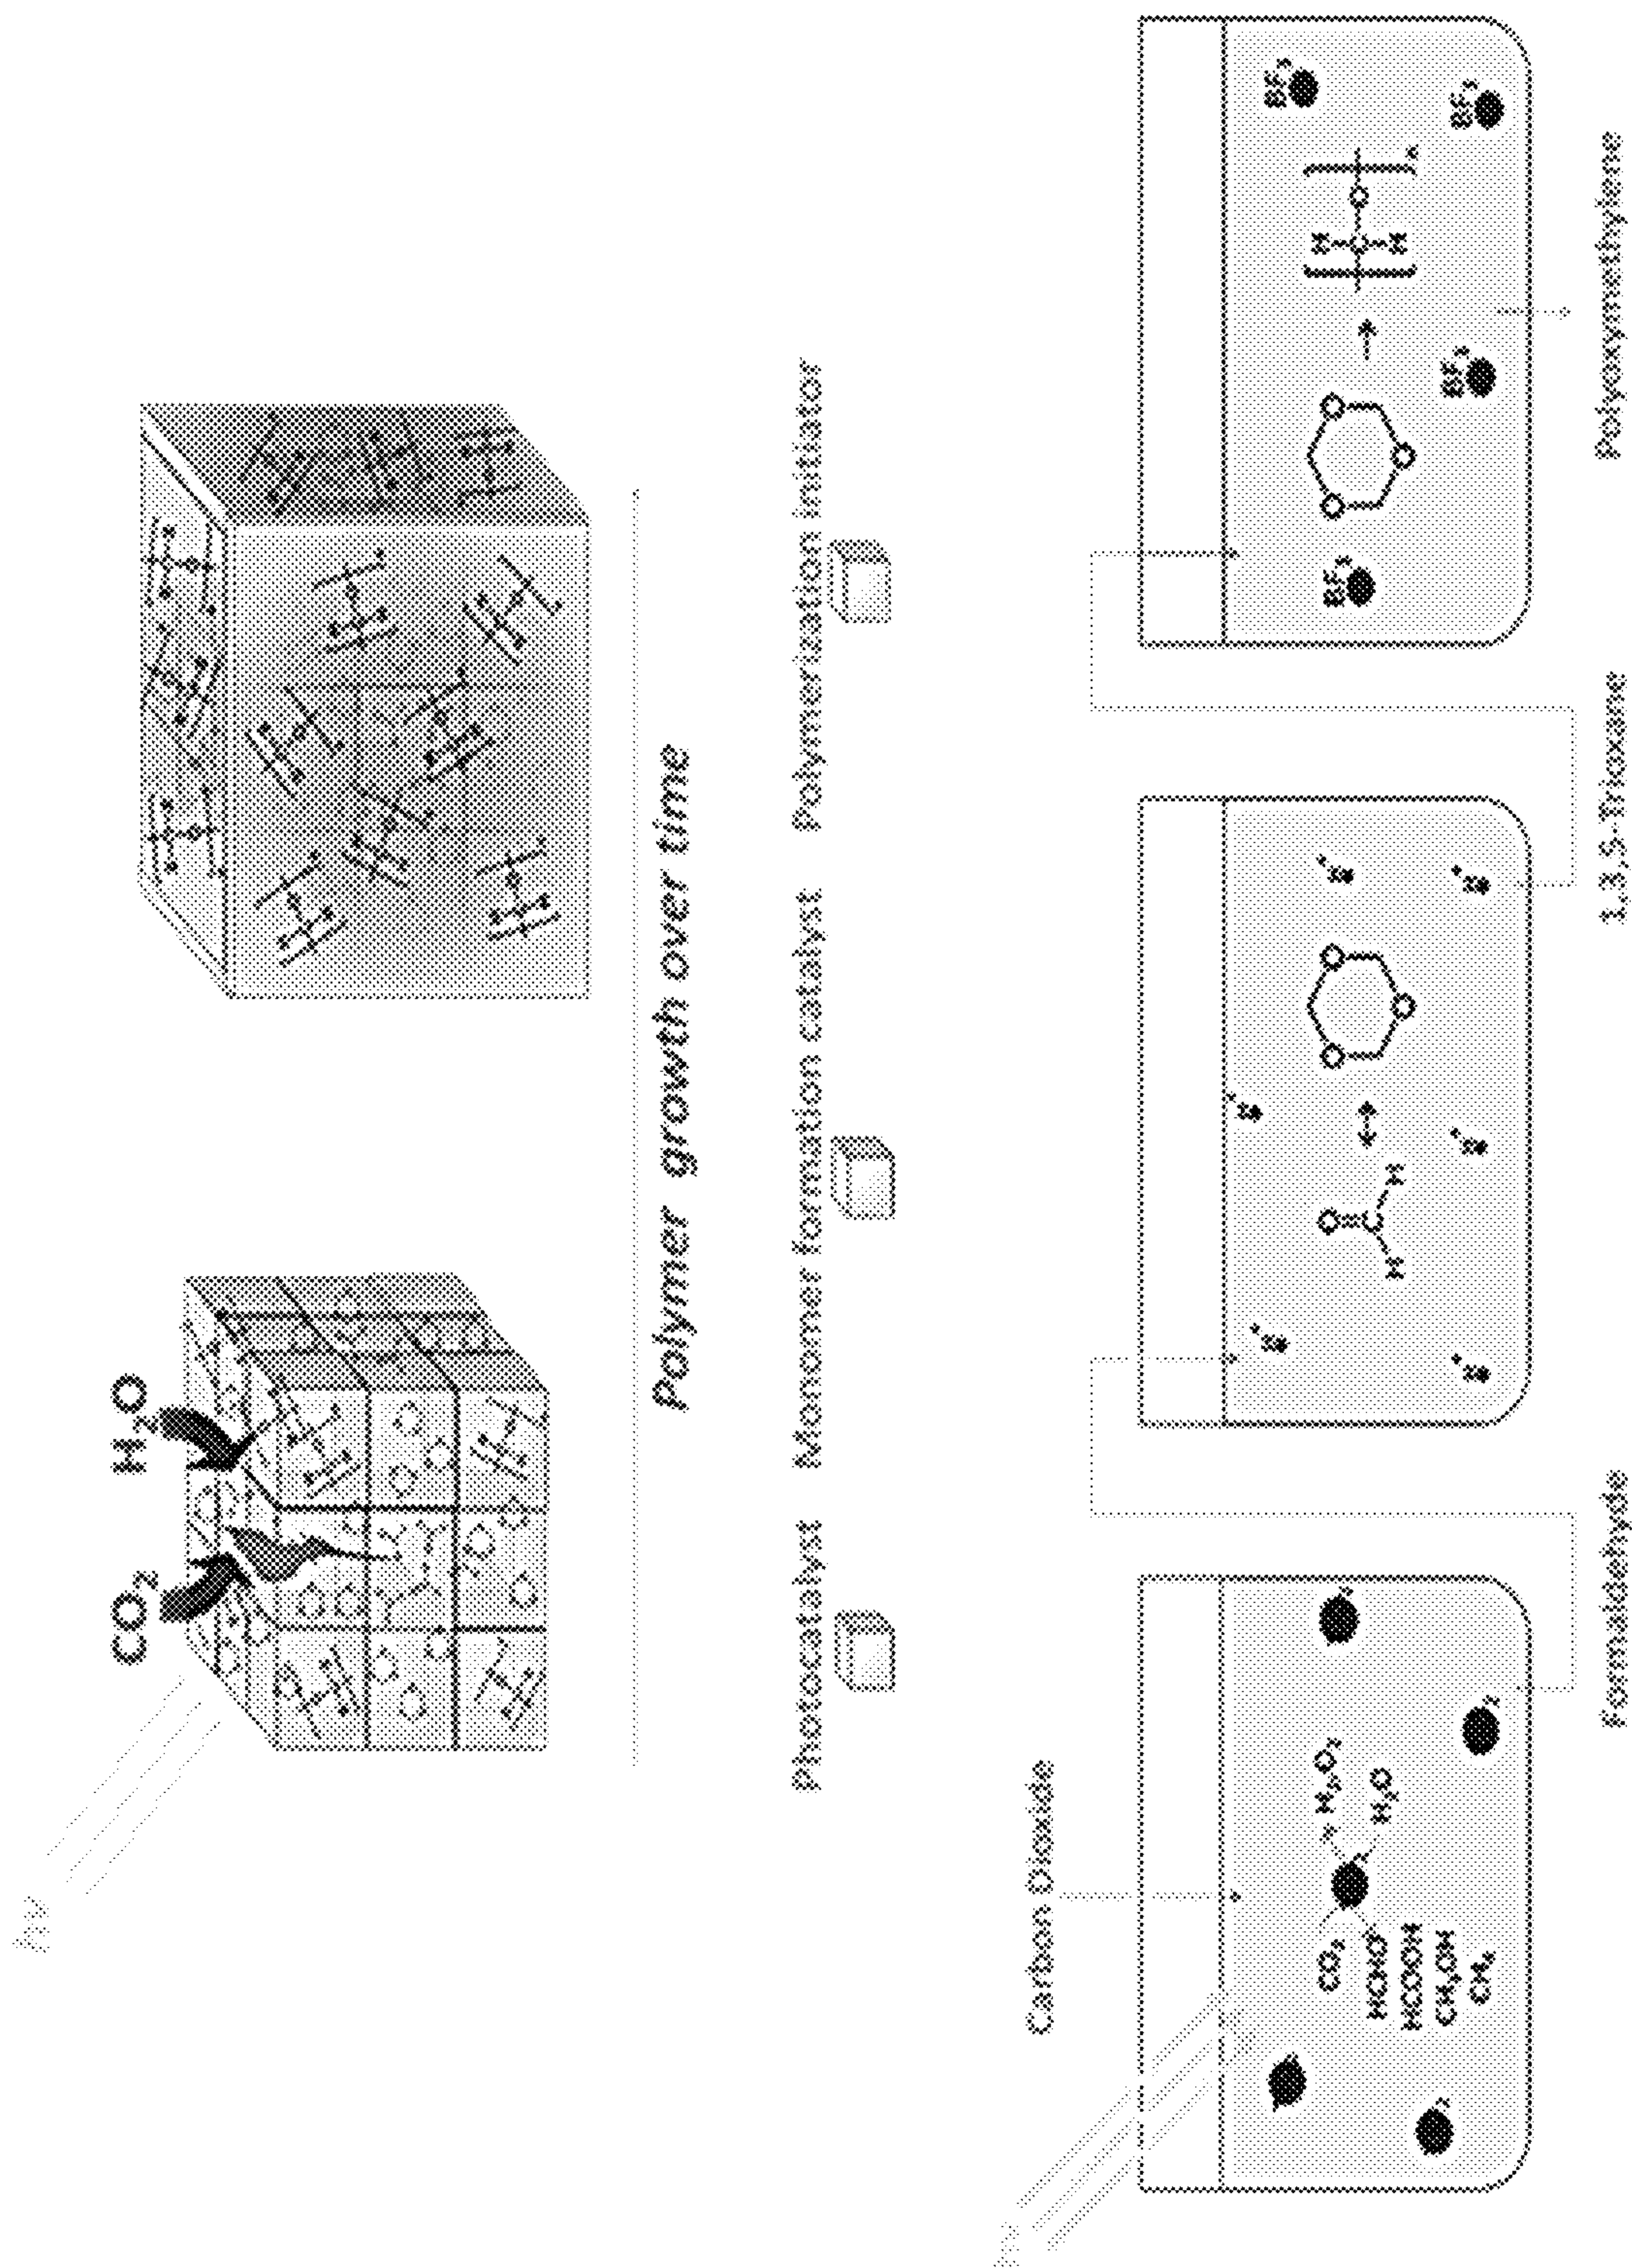 hν
CO₂ H₂O
Polymer growth over time
Photocatalyst Monomer formation catalyst Polymerization initiator
Carbon Dioxide
CO₂ H₂O₂
HCHO H₂O
HCOOH
CH₃OH
CH₄
O
C
H H
O O
O
O O
O
H
C O
H
BF₃
BF₃
BF₃
BF₃
Formaldehyde
1,3,5-Trioxane
Polyoxymethylene